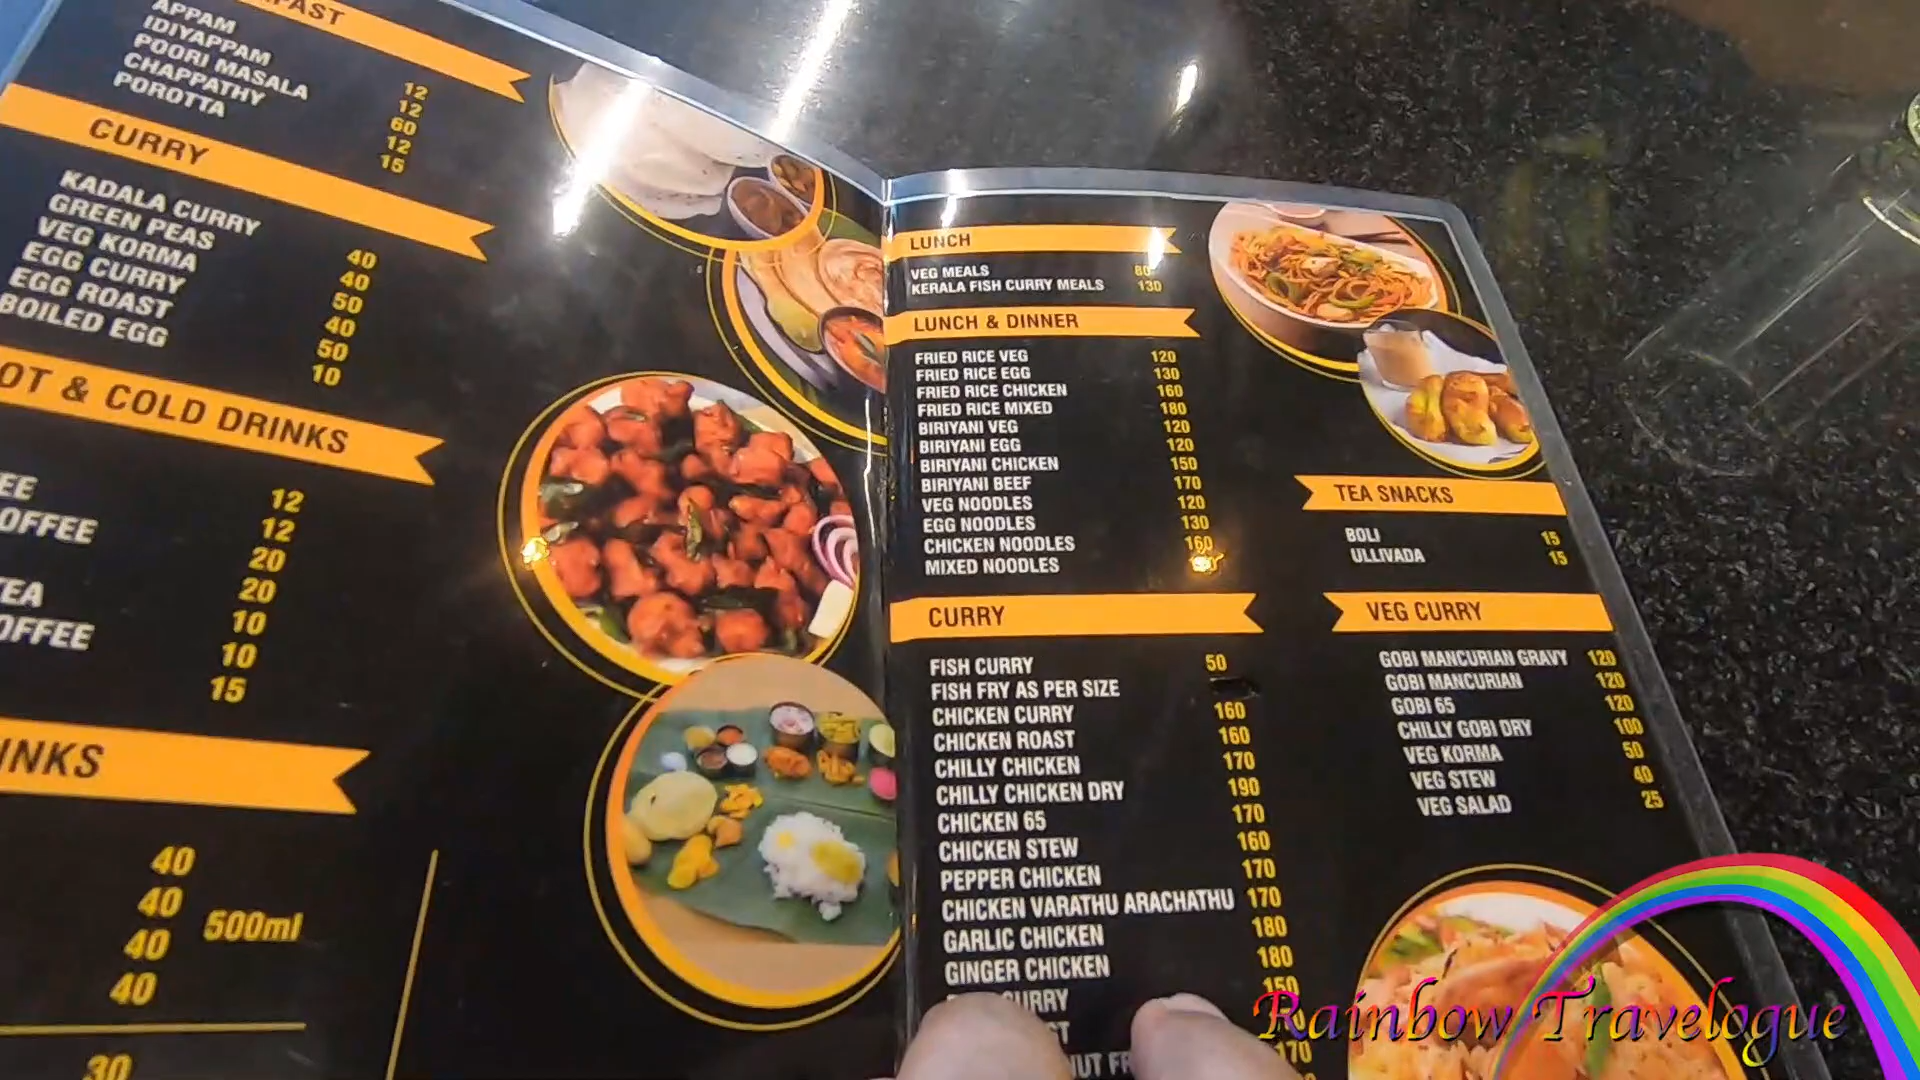 APPAM 12
IDIYAPPAM 12
POORI MASALA 60
CHAPPATHY 12
POROTTA 15
CURRY
KADALA CURRY 40
GREEN PEAS 40
VEG KORMA 50
EGG CURRY 40
EGG ROAST 50
BOILED EGG 10
& COLD DRINKS
12
12
20
20
10
10
15
40
40
40
40
500ml
30
LUNCH
VEG MEALS 80
KERALA FISH CURRY MEALS 130
LUNCH & DINNER
FRIED RICE VEG 120
FRIED RICE EGG 130
FRIED RICE CHICKEN 160
FRIED RICE MIXED 180
BIRIYANI VEG 120
BIRIYANI EGG 120
BIRIYANI CHICKEN 150
BIRIYANI BEEF 170
VEG NOODLES 120
EGG NOODLES 130
CHICKEN NOODLES 160
MIXED NOODLES
CURRY
FISH CURRY 50
FISH FRY AS PER SIZE
CHICKEN CURRY 160
CHICKEN ROAST 160
CHILLY CHICKEN 170
CHILLY CHICKEN DRY 190
CHICKEN 65 170
CHICKEN STEW 160
PEPPER CHICKEN 170
CHICKEN VARATHU ARACHATHU 170
GARLIC CHICKEN 180
GINGER CHICKEN 180
CURRY 150
170
TEA SNACKS
BOLI 15
ULLIVADA 15
VEG CURRY
GOBI MANCURIAN GRAVY 120
GOBI MANCURIAN 120
GOBI 65 120
CHILLY GOBI DRY 100
VEG KORMA 50
VEG STEW 40
VEG SALAD 25
Rainbow Travelogue